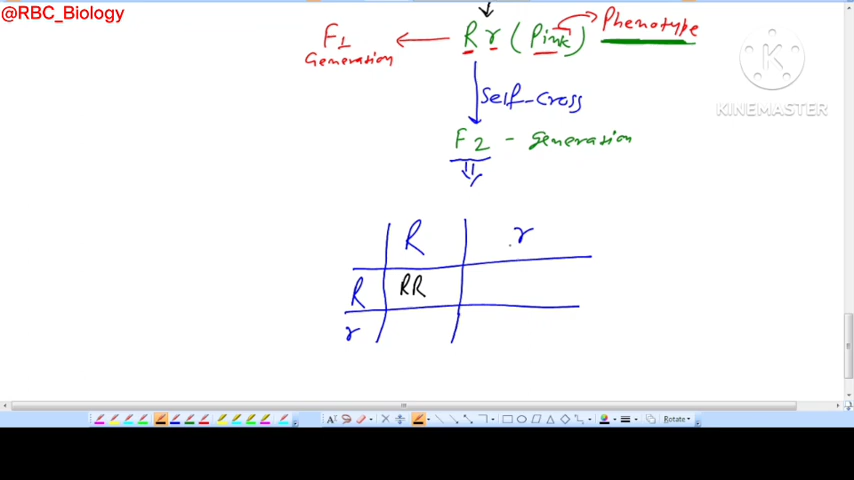 @RBC_Biology
Rr (Pink) Phenotype
F1
Generation
Self-Cross
F2 - generation
R r
R RR
r
KINEMASTER
Rotate